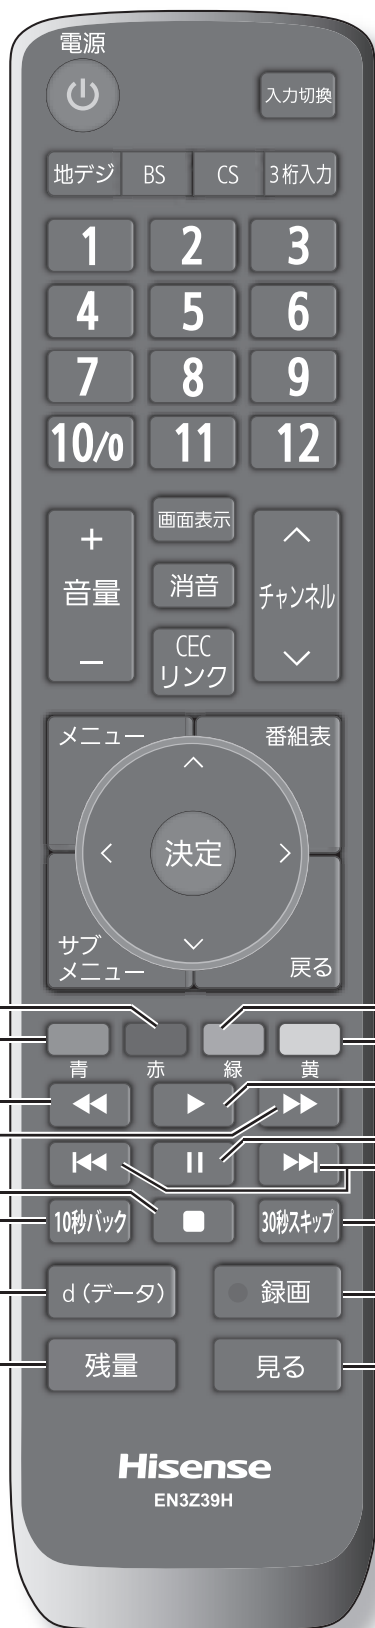 電源
入力切換
地デジ BS CS 3桁入力
1 2 3
4 5 6
7 8 9
10/0 11 12
+ 画面表示
音量 消音 チャンネル
− CEC
リンク
メニュー 番組表
決定
サブ
メニュー 戻る
青 赤 緑 黄
10秒バック 30秒スキップ
d（データ） 録画
残量 見る
Hisense
EN3Z39H